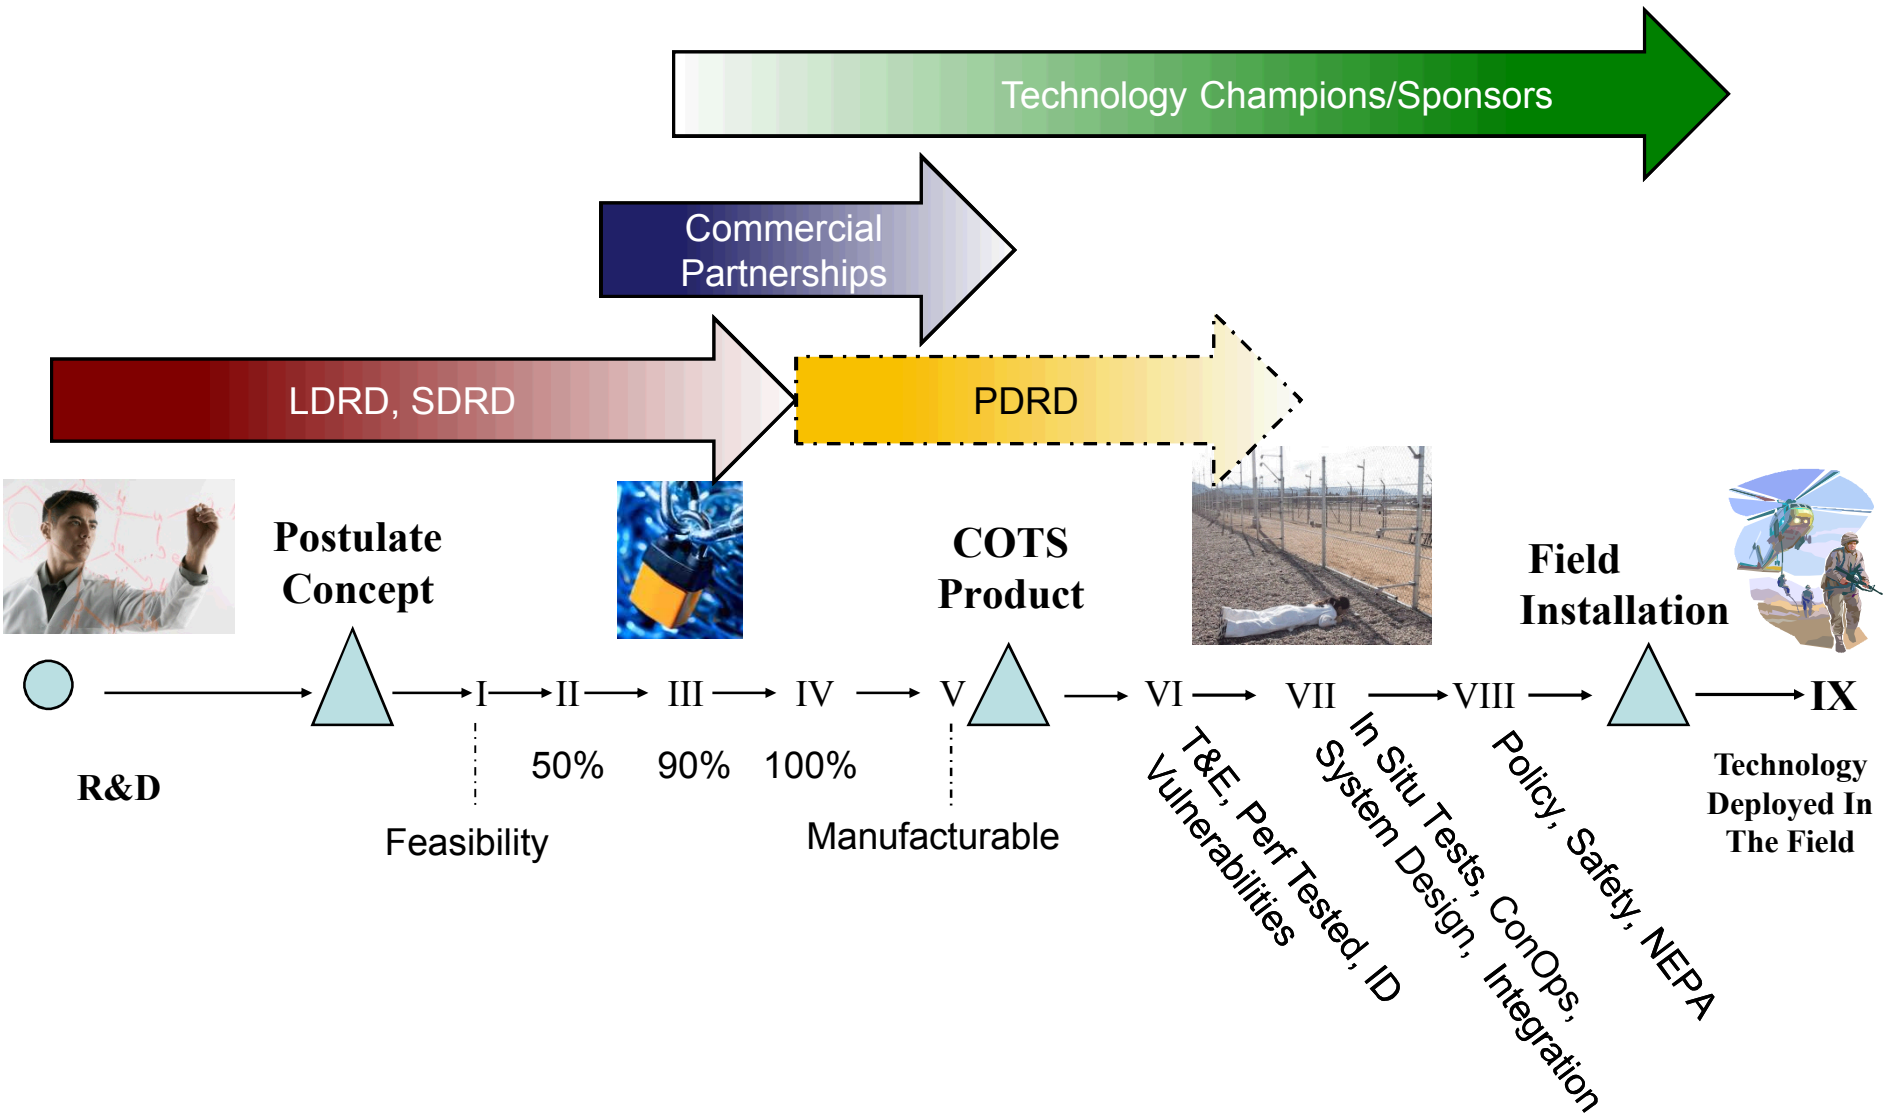 Technology Champions/Sponsors
Commercial
Partnerships
LDRD, SDRD
PDRD
Postulate
Concept
COTS
Product
Field
Installation
I
II
III
IV
V
VI
VII
VIII
IX
R&D
50%
90%
100%
Feasibility
Manufacturable
T&E, Perf Tested, ID
Vulnerabilities
In Situ Tests, ConOps,
System Design, Integration
Policy, Safety, NEPA
Technology
Deployed In
The Field